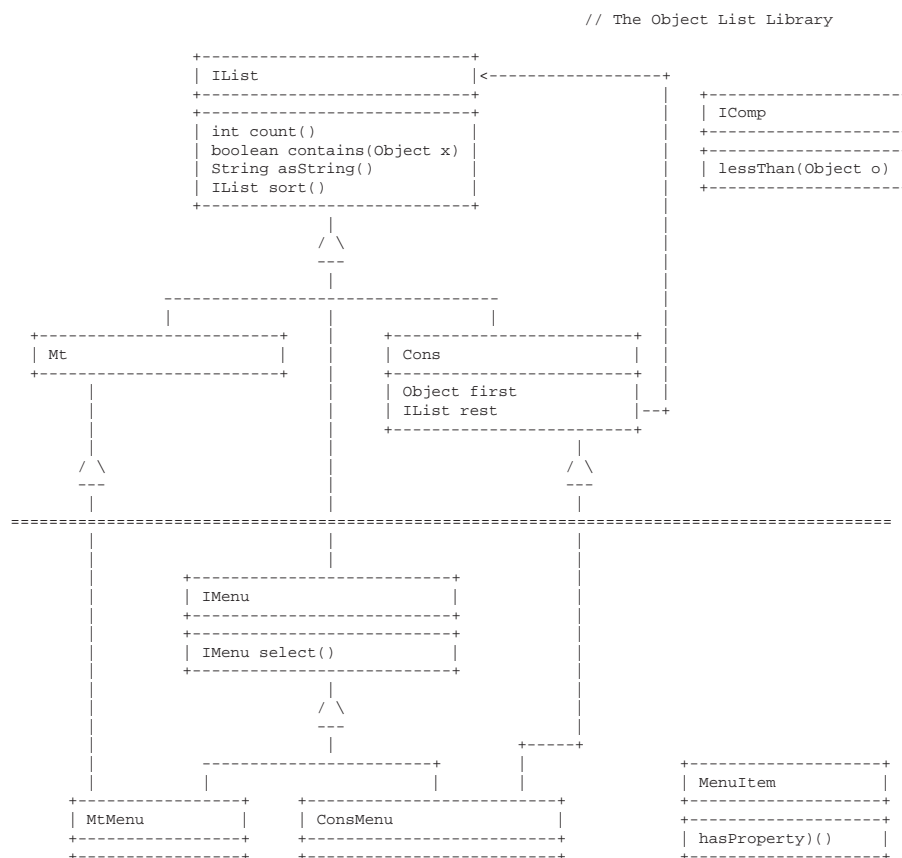 // The Object List Library
IList
IComp
int count()
boolean contains(Object x)
String asString()
IList sort()
lessThan(Object o)
Mt
Cons
Object first
IList rest
IMenu
IMenu select()
MenuItem
MtMenu
ConsMenu
hasProperty)()